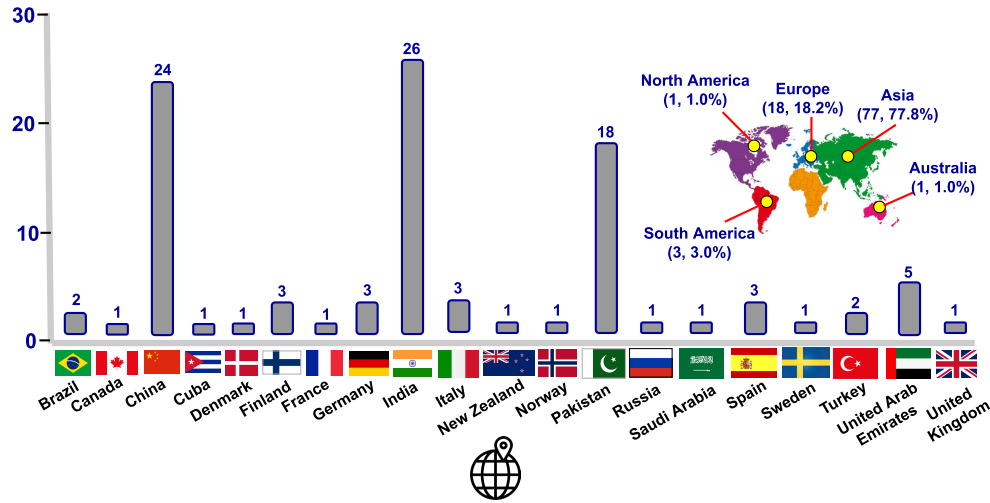 30
20
10
0
2
1
24
1
1
3
1
3
26
3
1
1
18
1
1
3
1
2
5
1
North America
(1, 1.0%)
Europe
(18, 18.2%)
Asia
(77, 77.8%)
Australia
(1, 1.0%)
South America
(3, 3.0%)
Brazil
Canada
China
Cuba
Denmark
Finland
France
Germany
India
Italy
New Zealand
Norway
Pakistan
Russia
Saudi Arabia
Spain
Sweden
Turkey
United Arab
Emirates
United
Kingdom